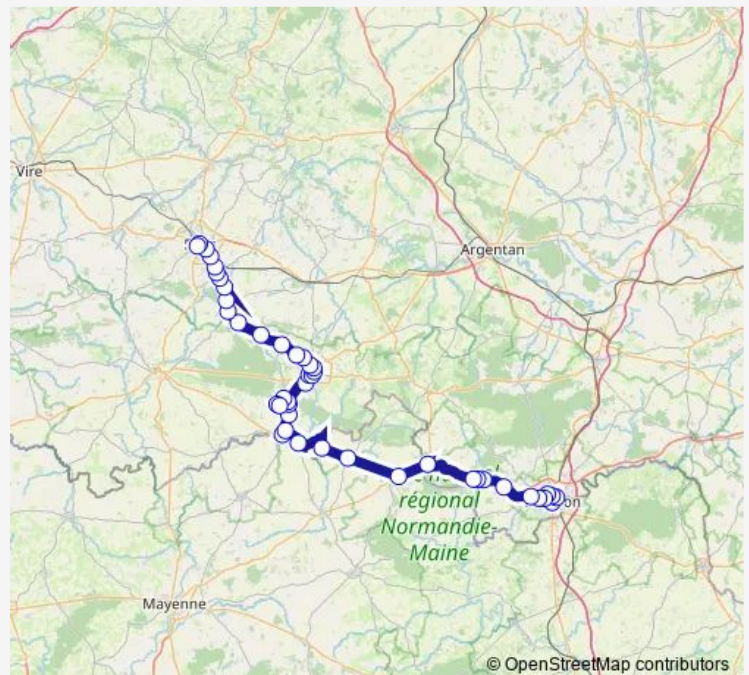 Vire
Argentan
régional
Normandie-
Maine
Mayenne
© OpenStreetMap contributors